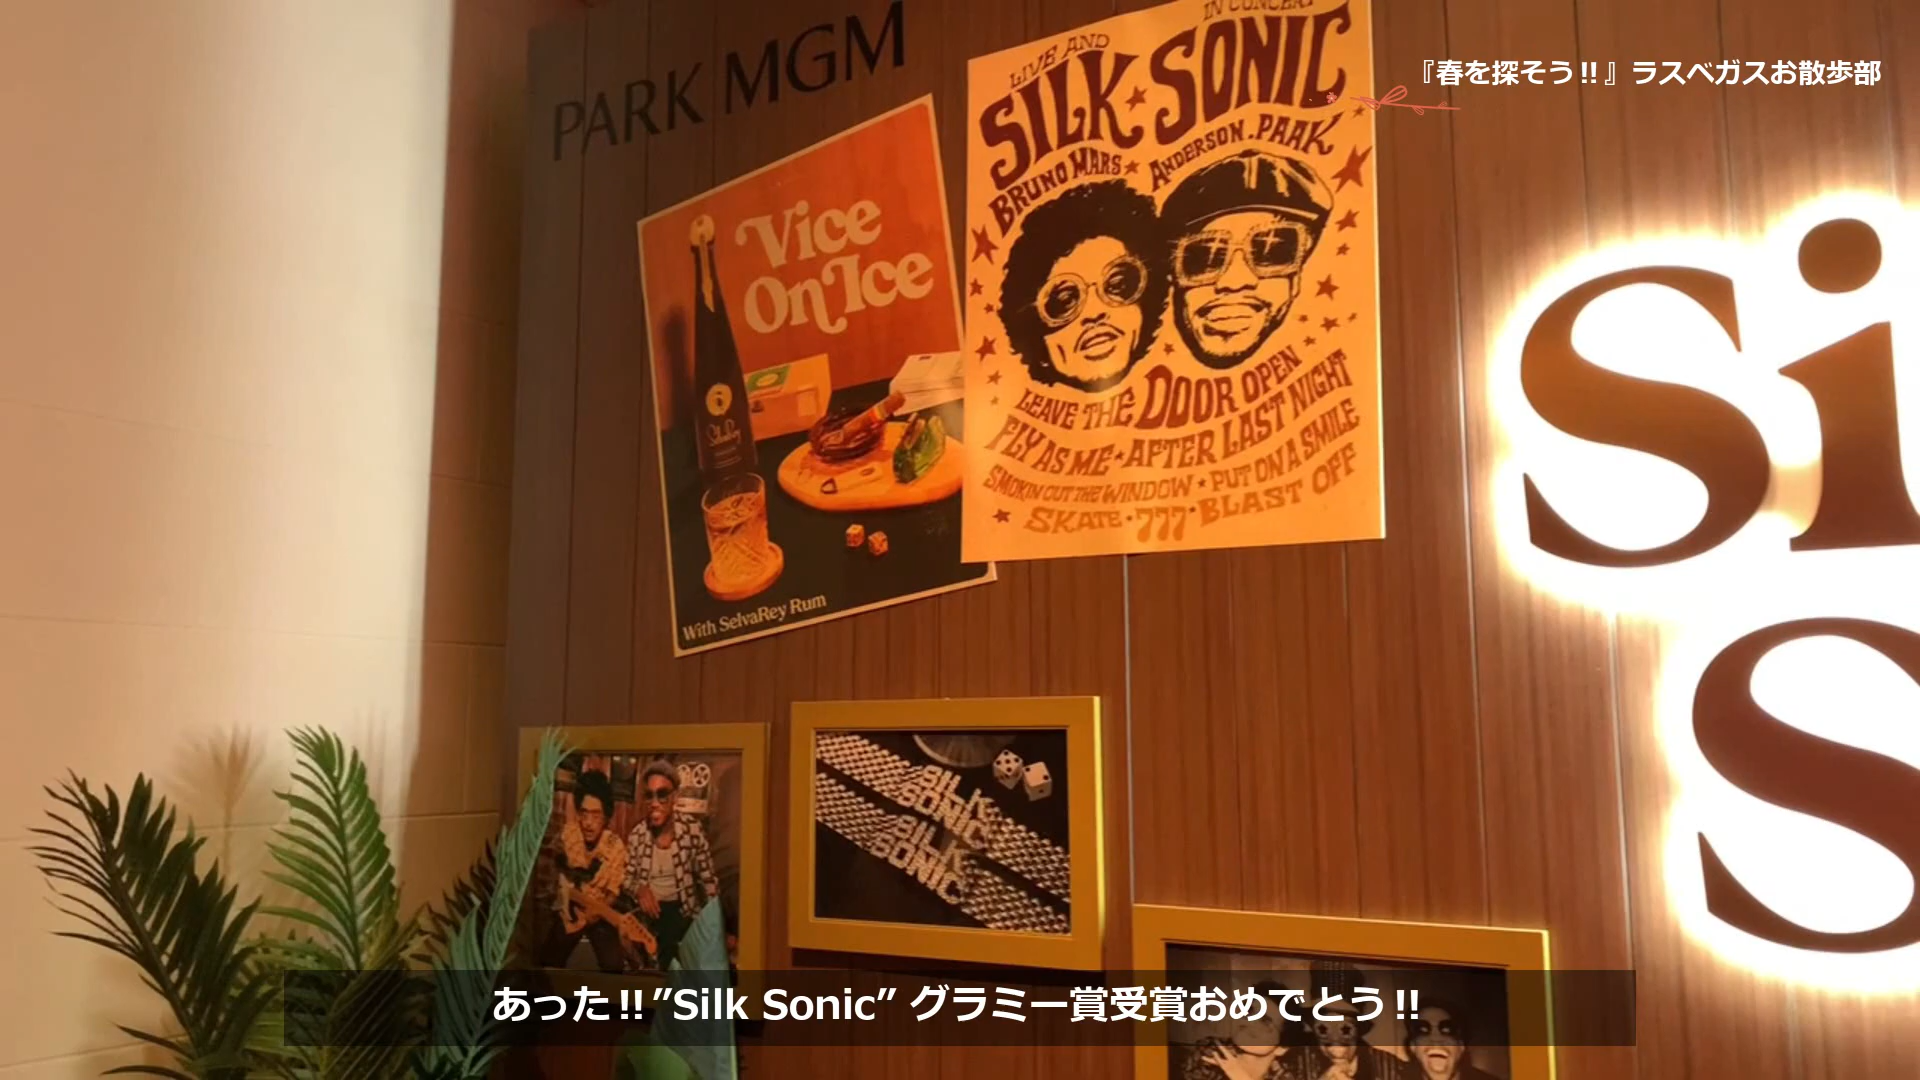 『春を探そう!!』ラスベガスお散歩部
PARK MGM
Vice
On Ice
With SelvaRey Rum
LIVE AND
IN CONCERT
SILK SONIC
BRUNO MARS ★ ANDERSON .PAAK
LEAVE THE DOOR OPEN
FLY AS ME ★ AFTER LAST NIGHT
SMOKIN OUT THE WINDOW ★ PUT ON A SMILE
SKATE · 777 · BLAST OFF
Si
S
SILK
SONIC
SILK
SONIC
あった!!”Silk Sonic” グラミー賞受賞おめでとう!!